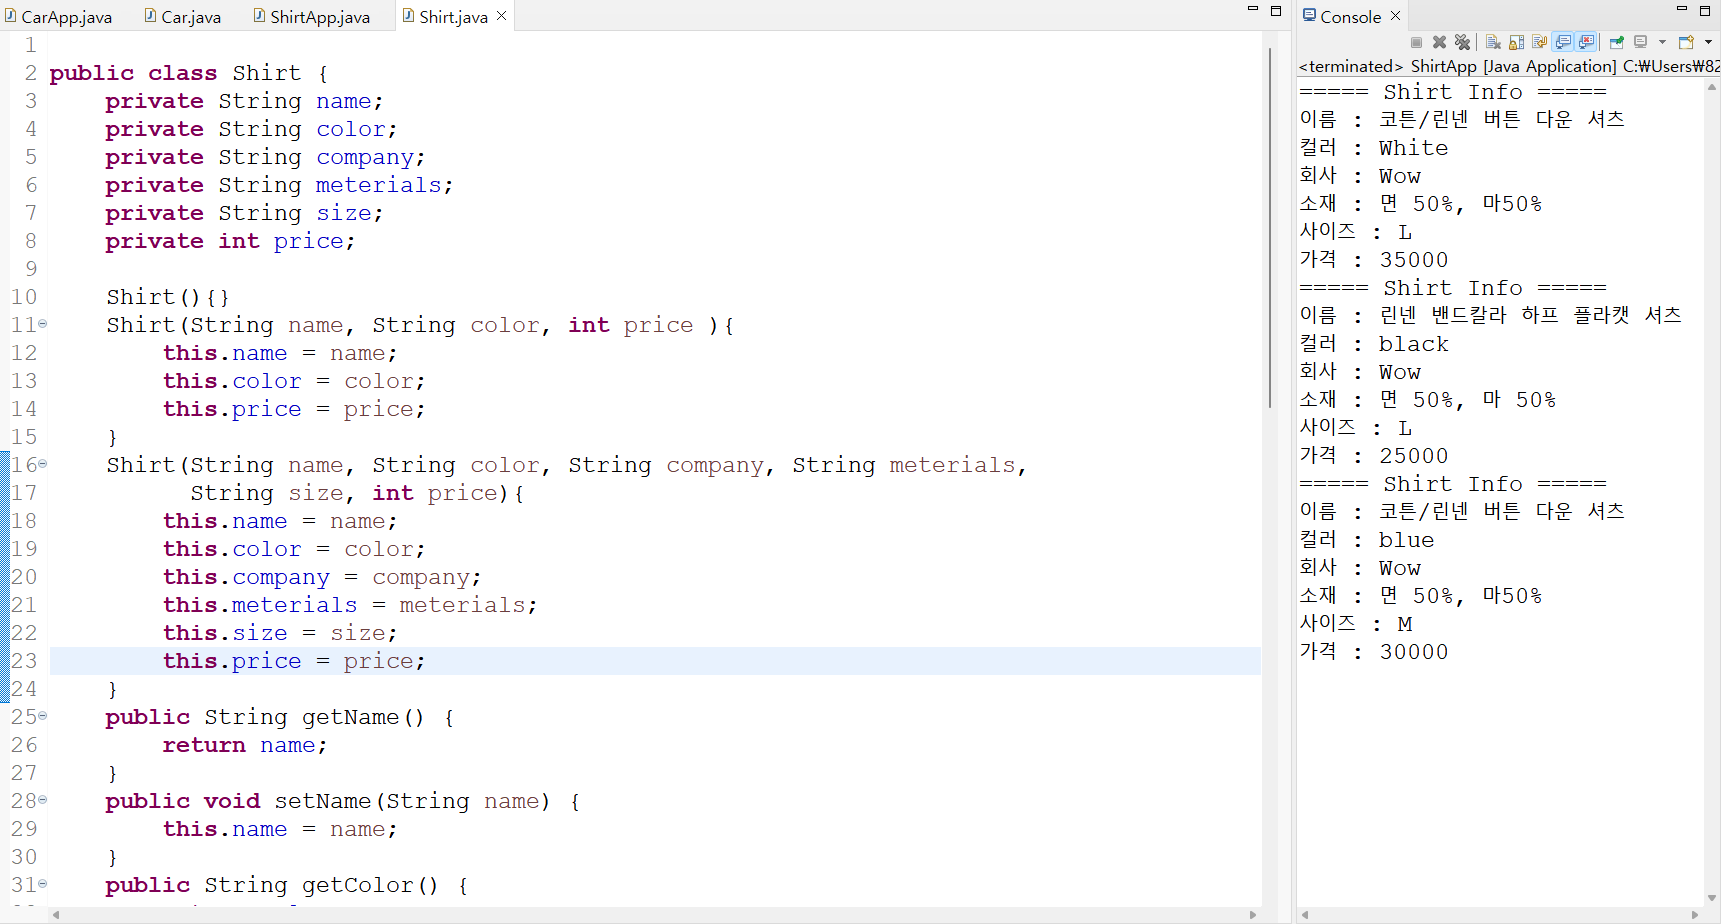 CarApp.java Car.java ShirtApp.java Shirt.java
1
2 public class Shirt {
3 private String name;
4 private String color;
5 private String company;
6 private String meterials;
7 private String size;
8 private int price;
9
10 Shirt(){}
11 Shirt(String name, String color, int price ){
12 this.name = name;
13 this.color = color;
14 this.price = price;
15 }
16 Shirt(String name, String color, String company, String meterials,
17 String size, int price){
18 this.name = name;
19 this.color = color;
20 this.company = company;
21 this.meterials = meterials;
22 this.size = size;
23 this.price = price;
24 }
25 public String getName() {
26 return name;
27 }
28 public void setName(String name) {
29 this.name = name;
30 }
31 public String getColor() {
Console
<terminated> ShirtApp [Java Application] C:₩Users₩82
===== Shirt Info =====
이름 : 코튼/린넨 버튼 다운 셔츠
컬러 : White
회사 : Wow
소재 : 면 50%, 마50%
사이즈 : L
가격 : 35000
===== Shirt Info =====
이름 : 린넨 밴드칼라 하프 플라캣 셔츠
컬러 : black
회사 : Wow
소재 : 면 50%, 마 50%
사이즈 : L
가격 : 25000
===== Shirt Info =====
이름 : 코튼/린넨 버튼 다운 셔츠
컬러 : blue
회사 : Wow
소재 : 면 50%, 마50%
사이즈 : M
가격 : 30000